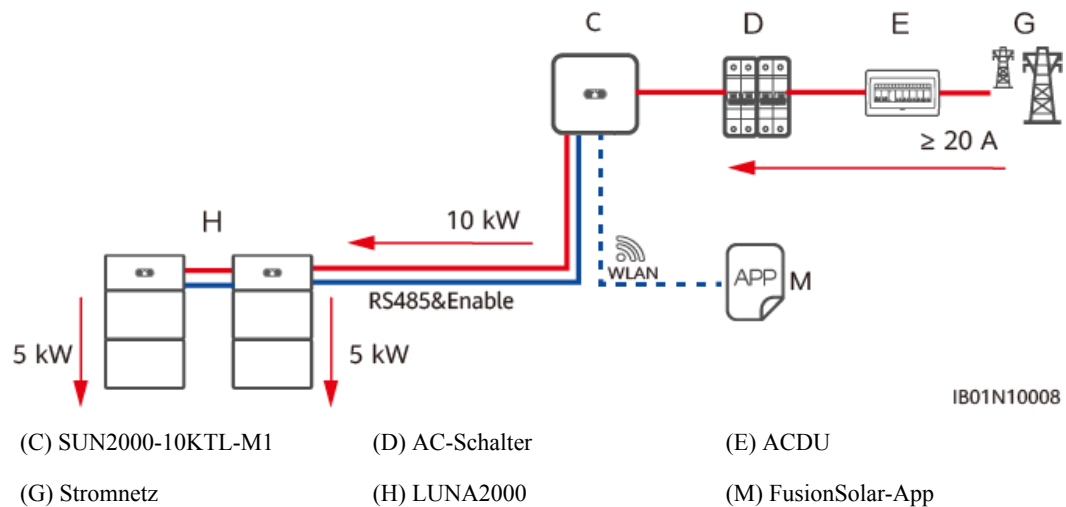 C D E G
≥ 20 A
H
10 kW
WLAN
APP M
RS485&Enable
5 kW 5 kW
IB01N10008
(C) SUN2000-10KTL-M1 (D) AC-Schalter (E) ACDU
(G) Stromnetz (H) LUNA2000 (M) FusionSolar-App